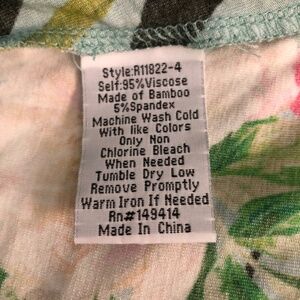 Style:R11822-4
Self:95%Viscose
Made of Bamboo
5%Spandex
Machine Wash Cold
With like Colors
Only Non
Chlorine Bleach
When Needed
Tumble Dry Low
Remove Promptly
Warm Iron If Needed
Rn#149414
Made In China